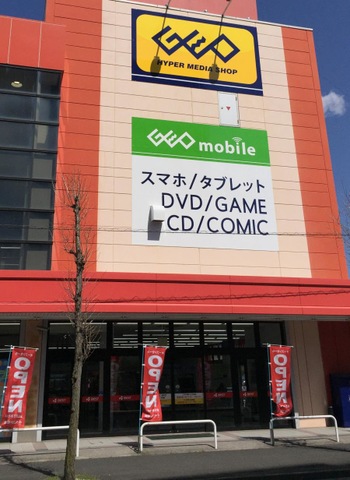 GEO
HYPER MEDIA SHOP
GEO mobile
スマホ/タブレット
DVD/GAME
CD/COMIC
OPEN
OPEN
OPEN